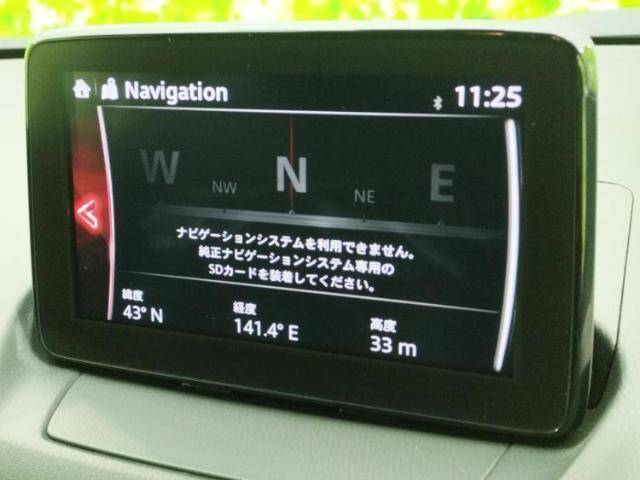 Navigation
11:25
W NW N NE E
ナビゲーションシステムを利用できません。
純正ナビゲーションシステム専用の
SDカードを装着してください。
緯度 経度 高度
43° N 141.4° E 33 m